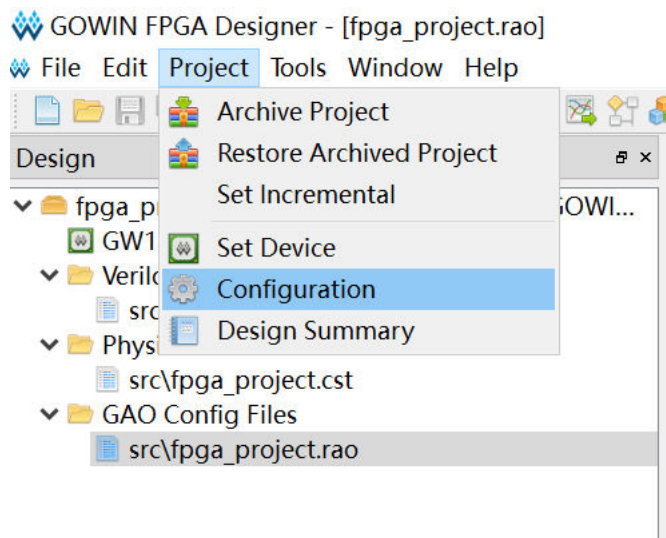 GOWIN FPGA Designer - [fpga_project.rao]
File Edit Project Tools Window Help
Archive Project
Restore Archived Project
Set Incremental
Set Device
Configuration
Design Summary
Design
fpga_p GOWI...
GW1
Verilo
src
Physi
src\fpga_project.cst
GAO Config Files
src\fpga_project.rao